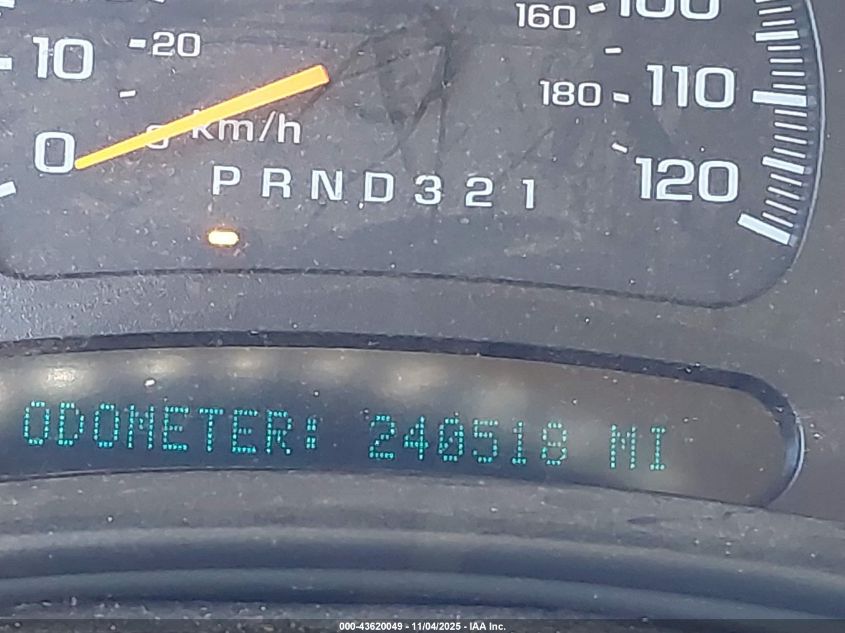 160 100
10 20
180 110
0 0 km/h
120
P R N D 3 2 1
ODOMETER: 240518 MI
000-43620049 - 11/04/2025 - IAA Inc.